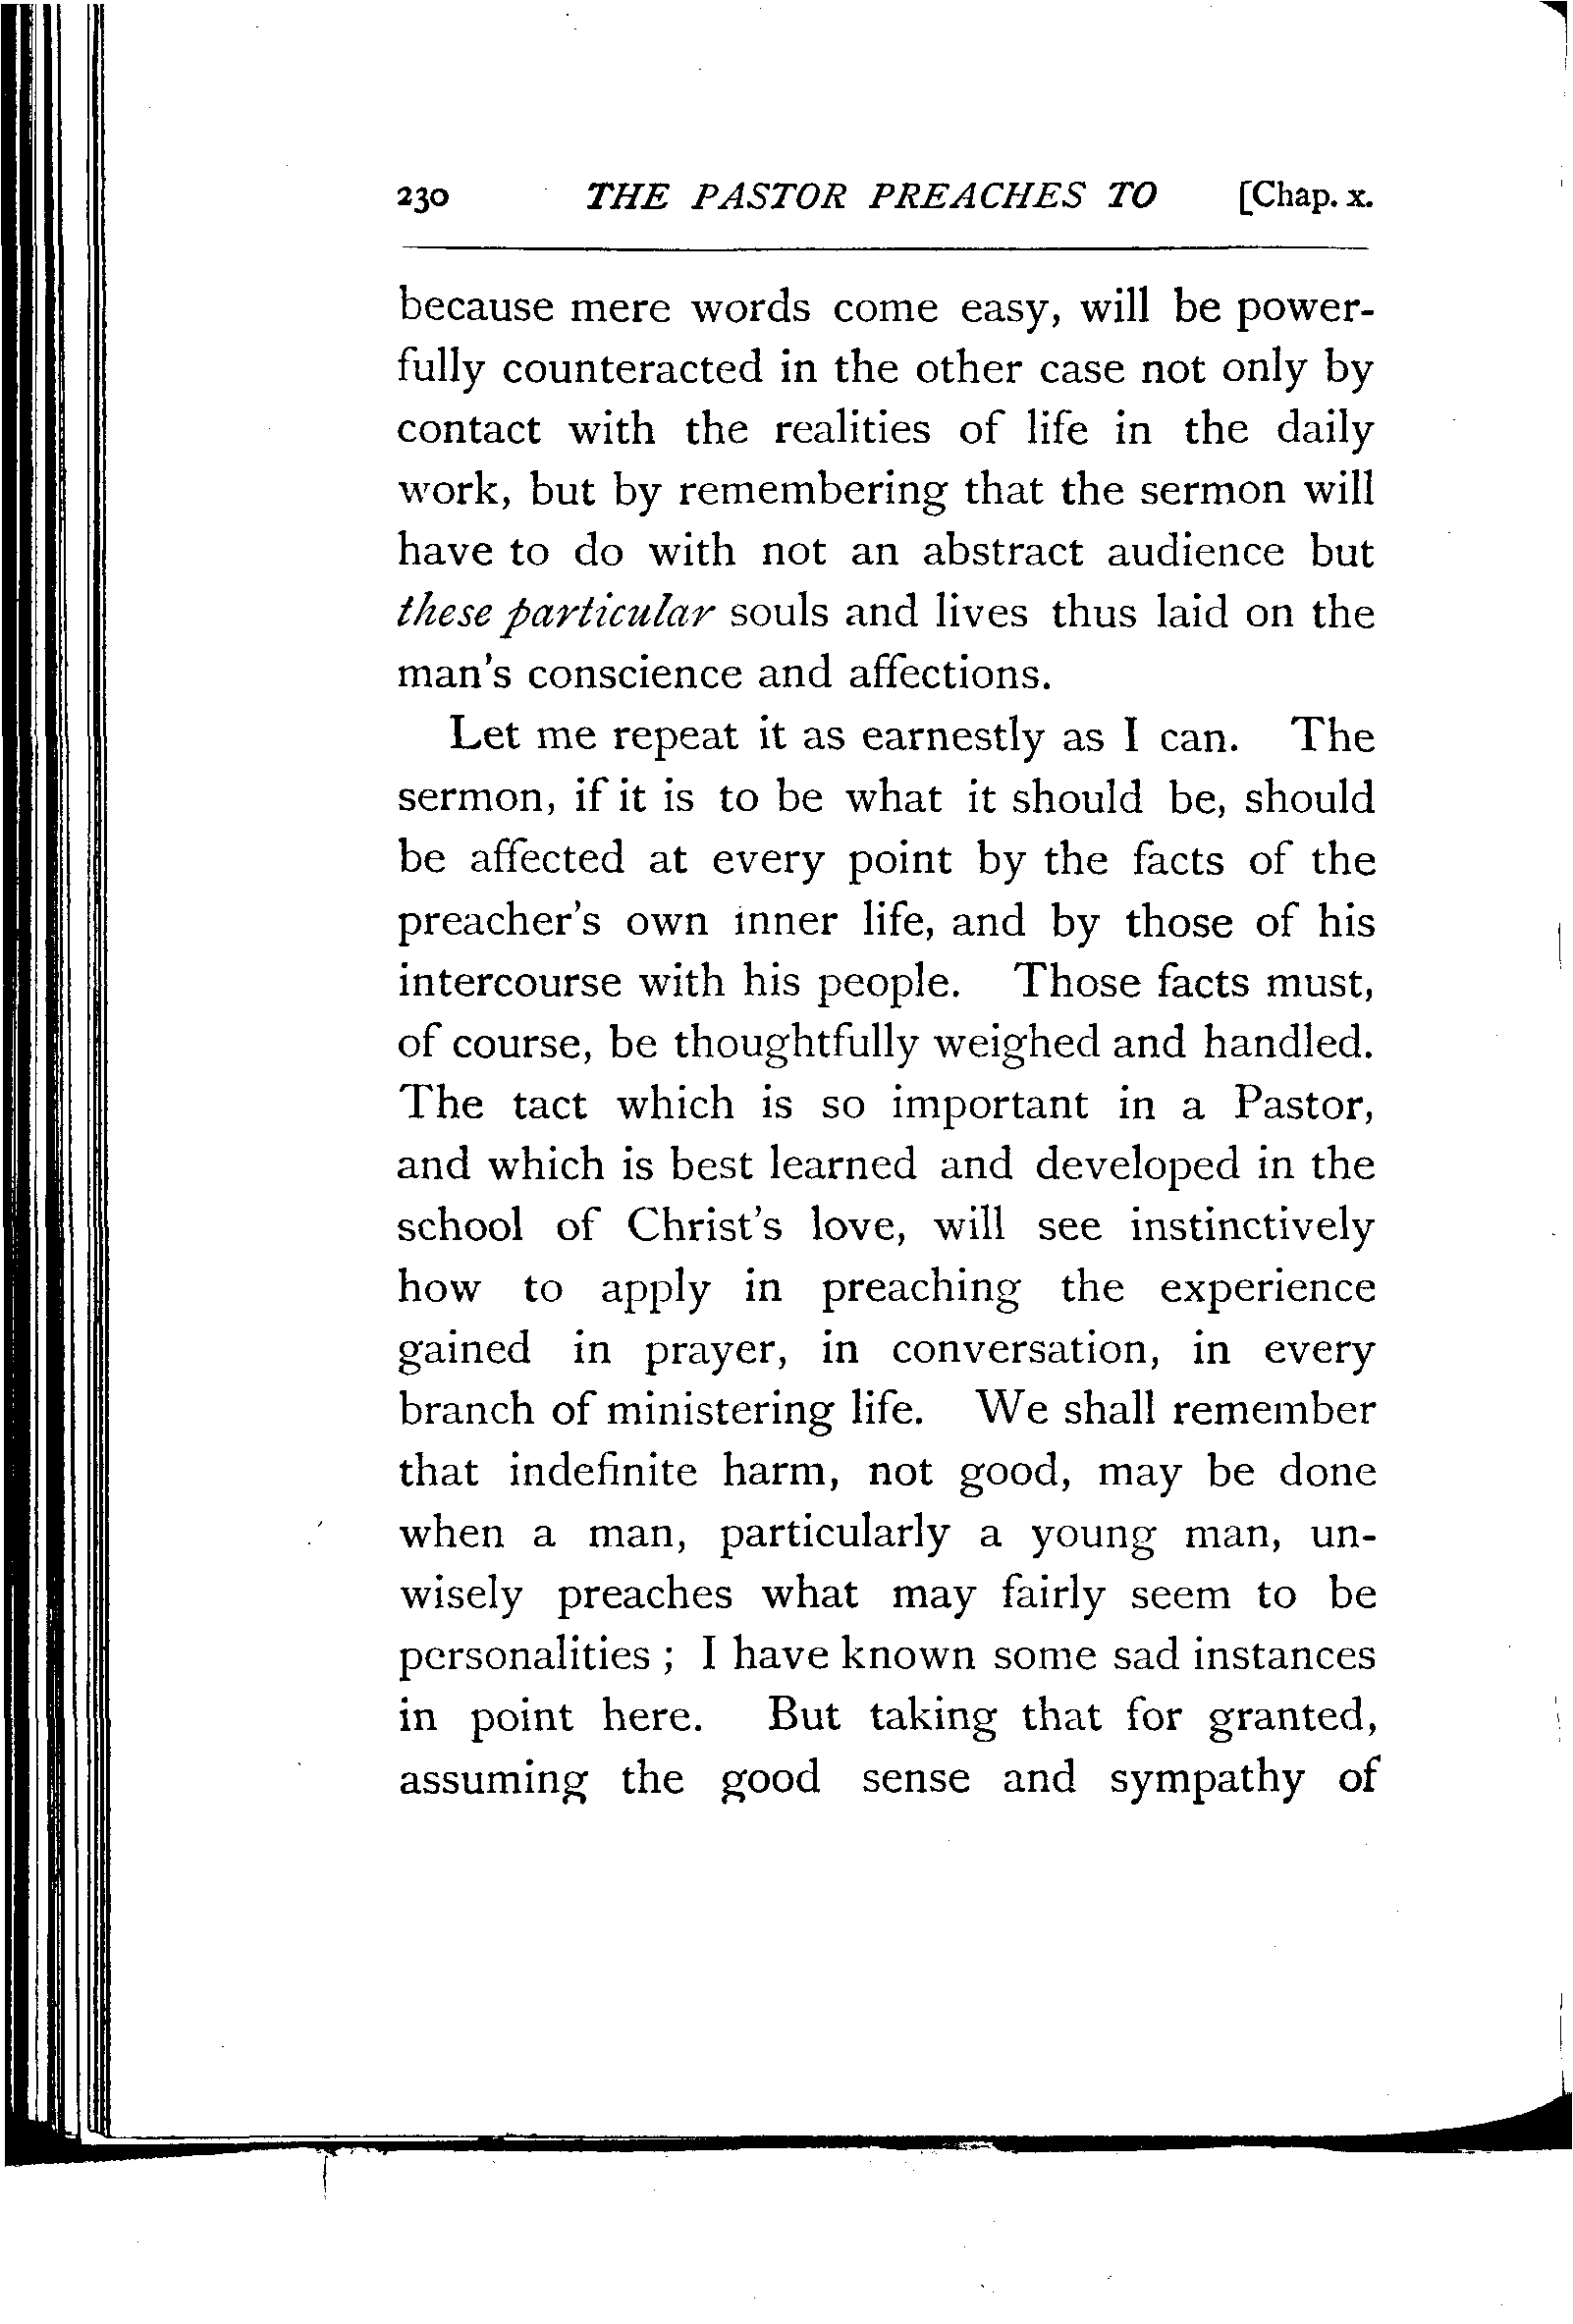 230 THE PASTOR PREACHES TO [Chap. x.
because mere words come easy, will be power-
fully counteracted in the other case not only by
contact with the realities of life in the daily
work, but by remembering that the sermon will
have to do with not an abstract audience but
these particular souls and lives thus laid on the
man's conscience and affections.
Let me repeat it as earnestly as I can. The
sermon, if it is to be what it should be, should
be affected at every point by the facts of the
preacher's own inner life, and by those of his
intercourse with his people. Those facts must,
of course, be thoughtfully weighed and handled.
The tact which is so important in a Pastor,
and which is best learned and developed in the
school of Christ's love, will see instinctively
how to apply in preaching the experience
gained in prayer, in conversation, in every
branch of ministering life. We shall remember
that indefinite harm, not good, may be done
when a man, particularly a young man, un-
wisely preaches what may fairly seem to be
personalities ; I have known some sad instances
in point here. But taking that for granted,
assuming the good sense and sympathy of